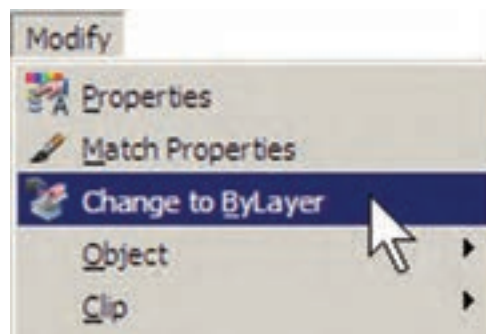 Modify
Properties
Match Properties
Change to ByLayer
Object
Clip